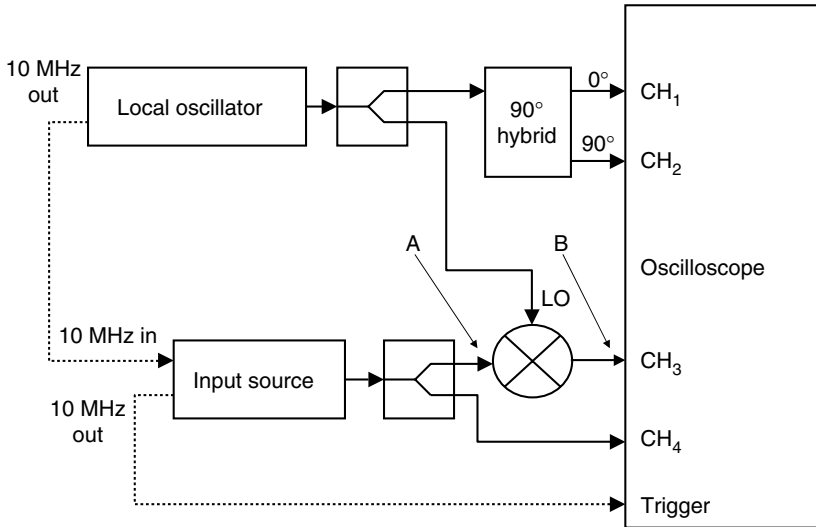 10 MHz
out
Local oscillator
90°
hybrid
0°
90°
CH1
CH2
A
B
Oscilloscope
LO
10 MHz in
Input source
CH3
10 MHz
out
CH4
Trigger